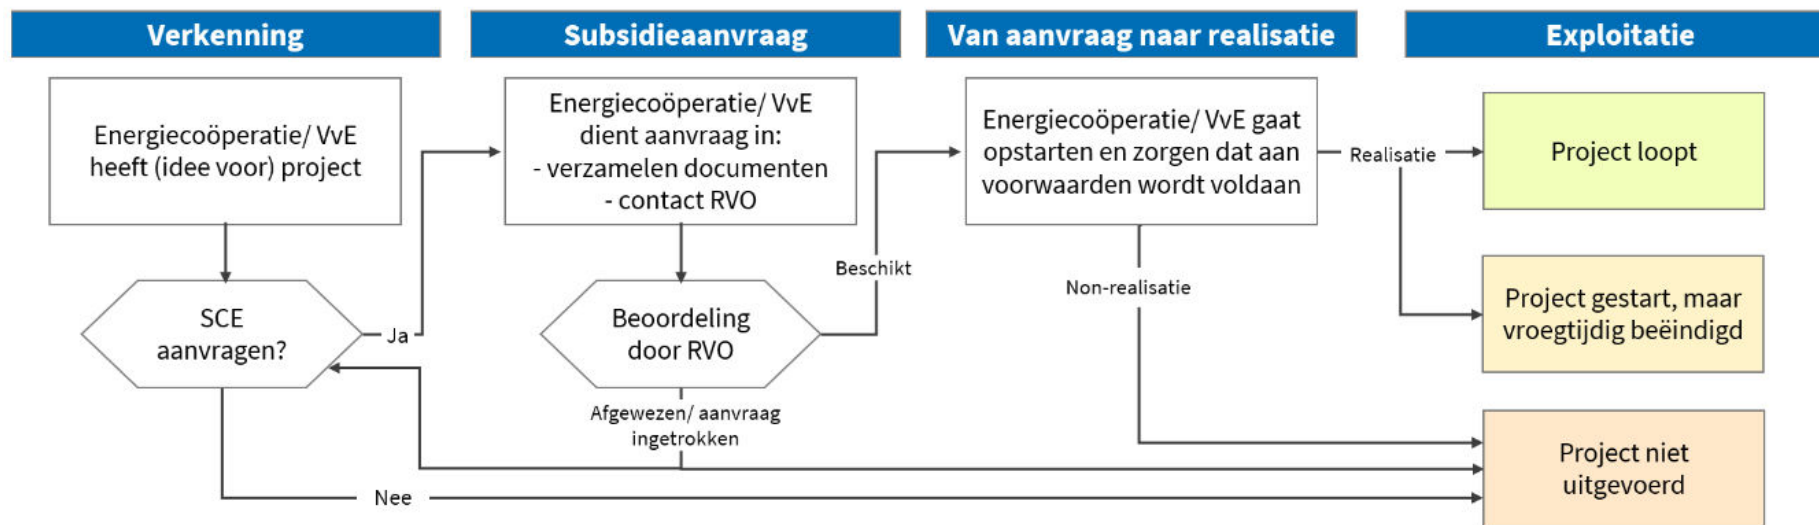 Verkenning
Energiecoöperatie/ VvE
heeft (idee voor) project
SCE
aanvragen?
Ja
Nee
Subsidieaanvraag
Energiecoöperatie/ VvE
dient aanvraag in:
- verzamelen documenten
- contact RVO
Beoordeling
door RVO
Beschikt
Afgewezen/ aanvraag
ingetrokken
Van aanvraag naar realisatie
Energiecoöperatie/ VvE gaat
opstarten en zorgen dat aan
voorwaarden wordt voldaan
Realisatie
Non-realisatie
Exploitatie
Project loopt
Project gestart, maar
vroegtijdig beëindigd
Project niet
uitgevoerd